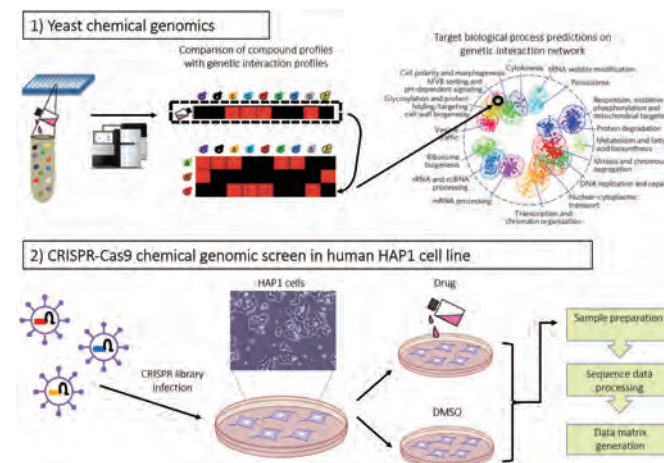 1) Yeast chemical genomics
Comparison of compound profiles
with genetic interaction profiles
Target biological process predictions on
genetic interaction network
Cytokinesis
tRNA wobbly modification
Cell polarity and morphogenesis
Peroxisome
MVB sorting and
pH-dependent signaling
Glycosylation and protein
folding/targeting
cell wall biogenesis
Respiration, oxidative
phosphorylation and
mitochondrial targeting
Protein degradation
traffic
Metabolism and fatty
acid biosynthesis
Ribosome
biogenesis
Mitosis and chromosome
segregation
rRNA and ncRNA
processing
DNA replication and repair
mRNA processing
Nuclear-cytoplasmic
transport
Transcription and
chromatin organization
2) CRISPR-Cas9 chemical genomic screen in human HAP1 cell line
HAP1 cells
Drug
CRISPR library
infection
DMSO
Sample preparation
Sequence data
processing
Data matrix
generation